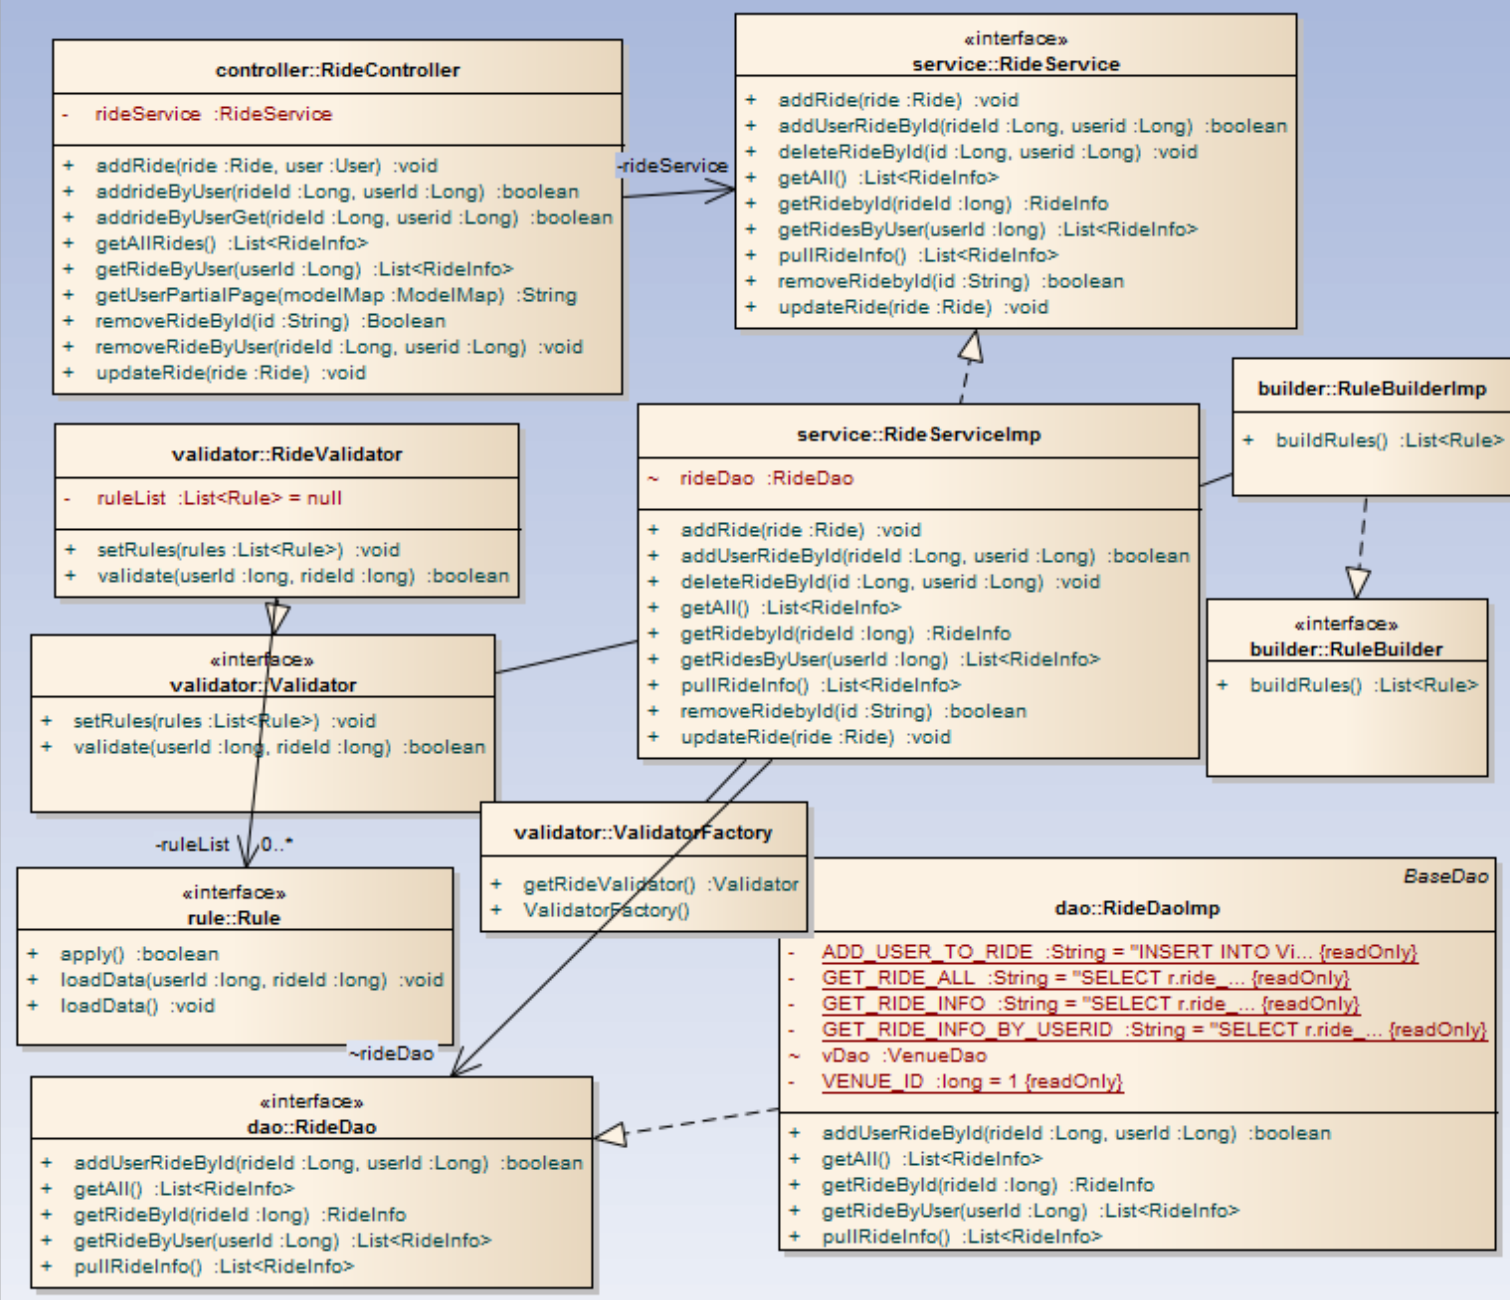 controller::RideController
- rideService :RideService
+ addRide(ride :Ride, user :User) :void
+ addrideByUser(rideId :Long, userId :Long) :boolean
+ addrideByUserGet(rideId :Long, userid :Long) :boolean
+ getAllRides() :List<RideInfo>
+ getRideByUser(userId :Long) :List<RideInfo>
+ getUserPartialPage(modelMap :ModelMap) :String
+ removeRideById(id :String) :Boolean
+ removeRideByUser(rideId :Long, userid :Long) :void
+ updateRide(ride :Ride) :void
-rideService
«interface»
service::RideService
+ addRide(ride :Ride) :void
+ addUserRideById(rideId :Long, userid :Long) :boolean
+ deleteRideById(id :Long, userid :Long) :void
+ getAll() :List<RideInfo>
+ getRidebyId(rideId :long) :RideInfo
+ getRidesByUser(userId :long) :List<RideInfo>
+ pullRideInfo() :List<RideInfo>
+ removeRidebyId(id :String) :boolean
+ updateRide(ride :Ride) :void
builder::RuleBuilderImp
+ buildRules() :List<Rule>
validator::RideValidator
- ruleList :List<Rule> = null
+ setRules(rules :List<Rule>) :void
+ validate(userId :long, rideId :long) :boolean
service::RideServiceImp
~ rideDao :RideDao
+ addRide(ride :Ride) :void
+ addUserRideById(rideId :Long, userid :Long) :boolean
+ deleteRideById(id :Long, userid :Long) :void
+ getAll() :List<RideInfo>
+ getRidebyId(rideId :long) :RideInfo
+ getRidesByUser(userId :long) :List<RideInfo>
+ pullRideInfo() :List<RideInfo>
+ removeRidebyId(id :String) :boolean
+ updateRide(ride :Ride) :void
«interface»
builder::RuleBuilder
+ buildRules() :List<Rule>
«interface»
validator::Validator
+ setRules(rules :List<Rule>) :void
+ validate(userId :long, rideId :long) :boolean
-ruleList 0..*
validator::ValidatorFactory
+ getRideValidator() :Validator
+ ValidatorFactory()
«interface»
rule::Rule
+ apply() :boolean
+ loadData(userId :long, rideId :long) :void
+ loadData() :void
~rideDao
BaseDao
dao::RideDaoImp
- ADD_USER_TO_RIDE :String = "INSERT INTO Vi... {readOnly}
- GET_RIDE_ALL :String = "SELECT r.ride_... {readOnly}
- GET_RIDE_INFO :String = "SELECT r.ride_... {readOnly}
- GET_RIDE_INFO_BY_USERID :String = "SELECT r.ride_... {readOnly}
~ vDao :VenueDao
- VENUE_ID :long = 1 {readOnly}
+ addUserRideById(rideId :Long, userId :Long) :boolean
+ getAll() :List<RideInfo>
+ getRideById(rideId :long) :RideInfo
+ getRideByUser(userId :Long) :List<RideInfo>
+ pullRideInfo() :List<RideInfo>
«interface»
dao::RideDao
+ addUserRideById(rideId :Long, userId :Long) :boolean
+ getAll() :List<RideInfo>
+ getRideById(rideId :long) :RideInfo
+ getRideByUser(userId :Long) :List<RideInfo>
+ pullRideInfo() :List<RideInfo>